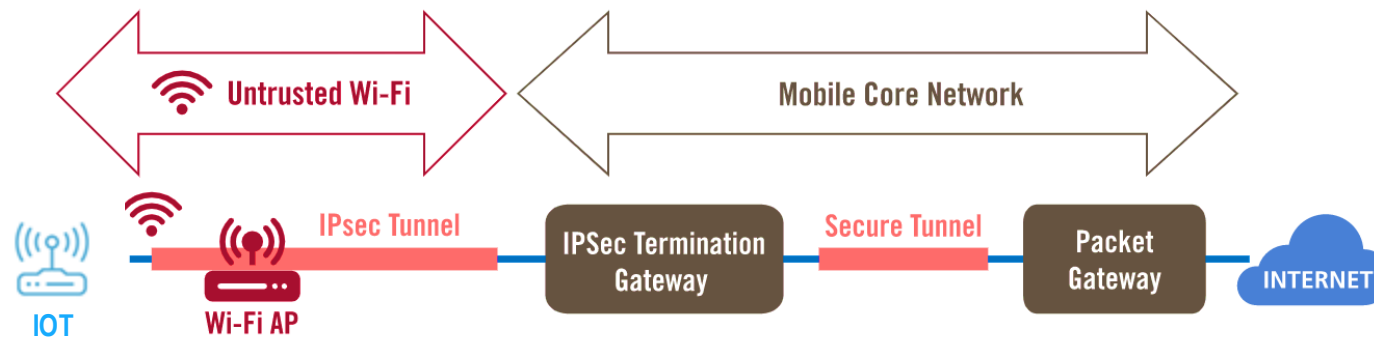 Untrusted Wi-Fi
Mobile Core Network
IPsec Tunnel
IPSec Termination
Gateway
Secure Tunnel
Packet
Gateway
INTERNET
IOT
Wi-Fi AP